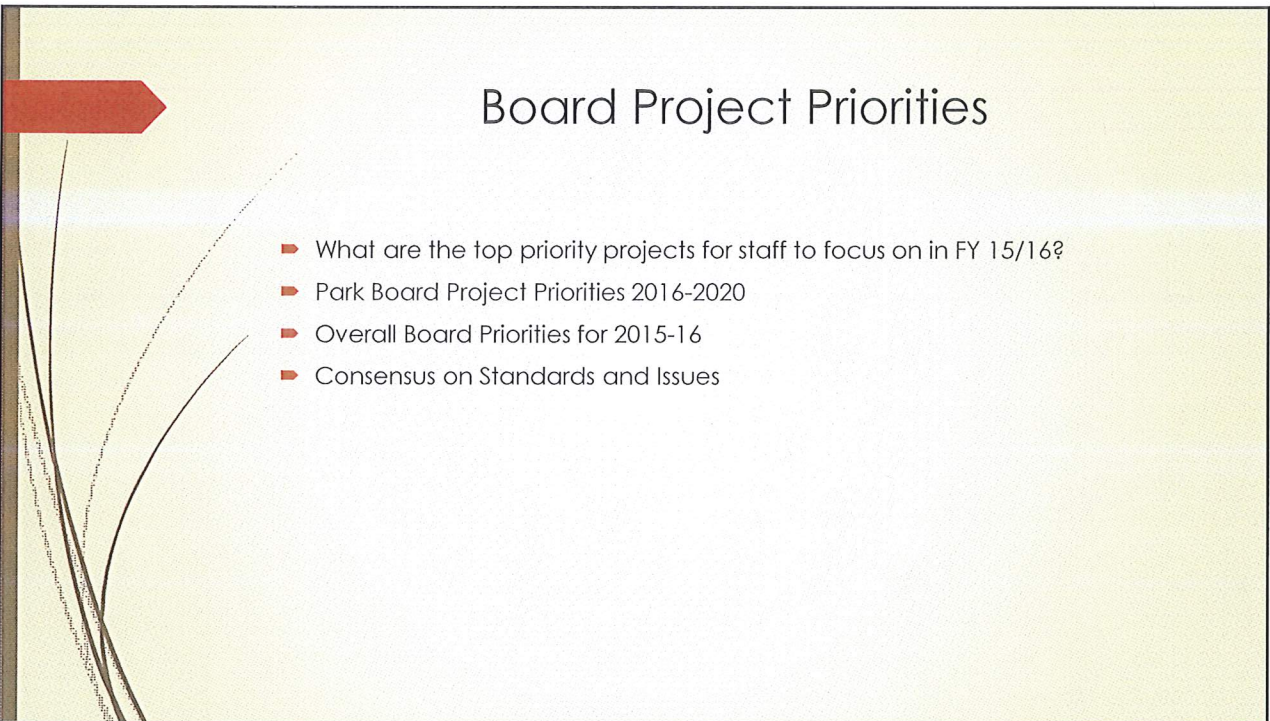 Board Project Priorities
What are the top priority projects for staff to focus on in FY 15/16?
Park Board Project Priorities 2016-2020
Overall Board Priorities for 2015-16
Consensus on Standards and Issues